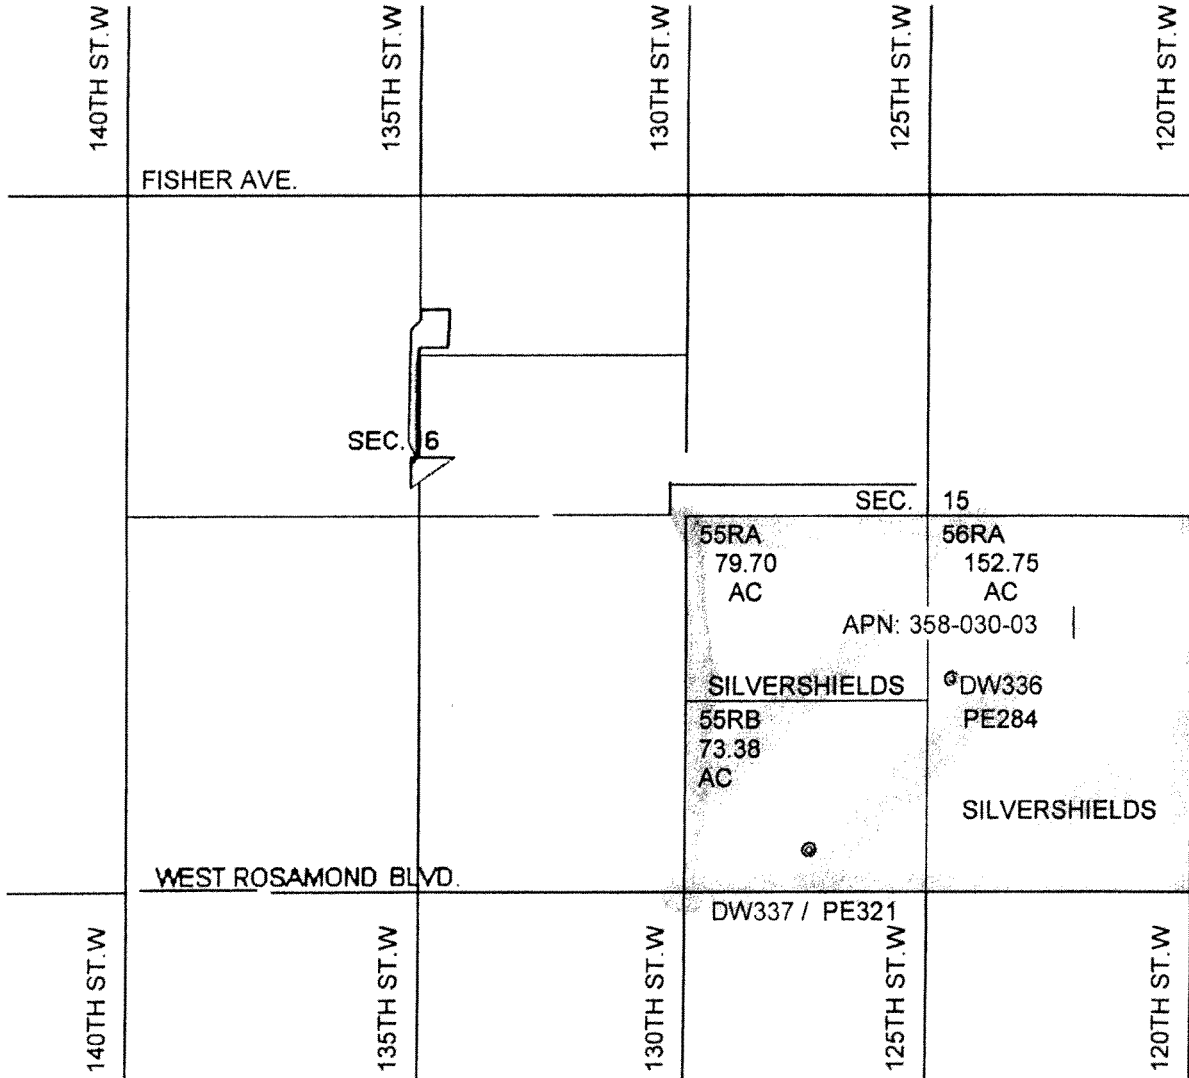 140TH ST.W
135TH ST.W
130TH ST.W
125TH ST.W
120TH ST.W
FISHER AVE.
SEC. 6
SEC. 15
55RA
79.70
AC
56RA
152.75
AC
APN: 358-030-03
SILVERSHIELDS
DW336
PE284
55RB
73.38
AC
SILVERSHIELDS
WEST ROSAMOND BLVD.
DW337 / PE321
140TH ST.W
135TH ST.W
130TH ST.W
125TH ST.W
120TH ST.W